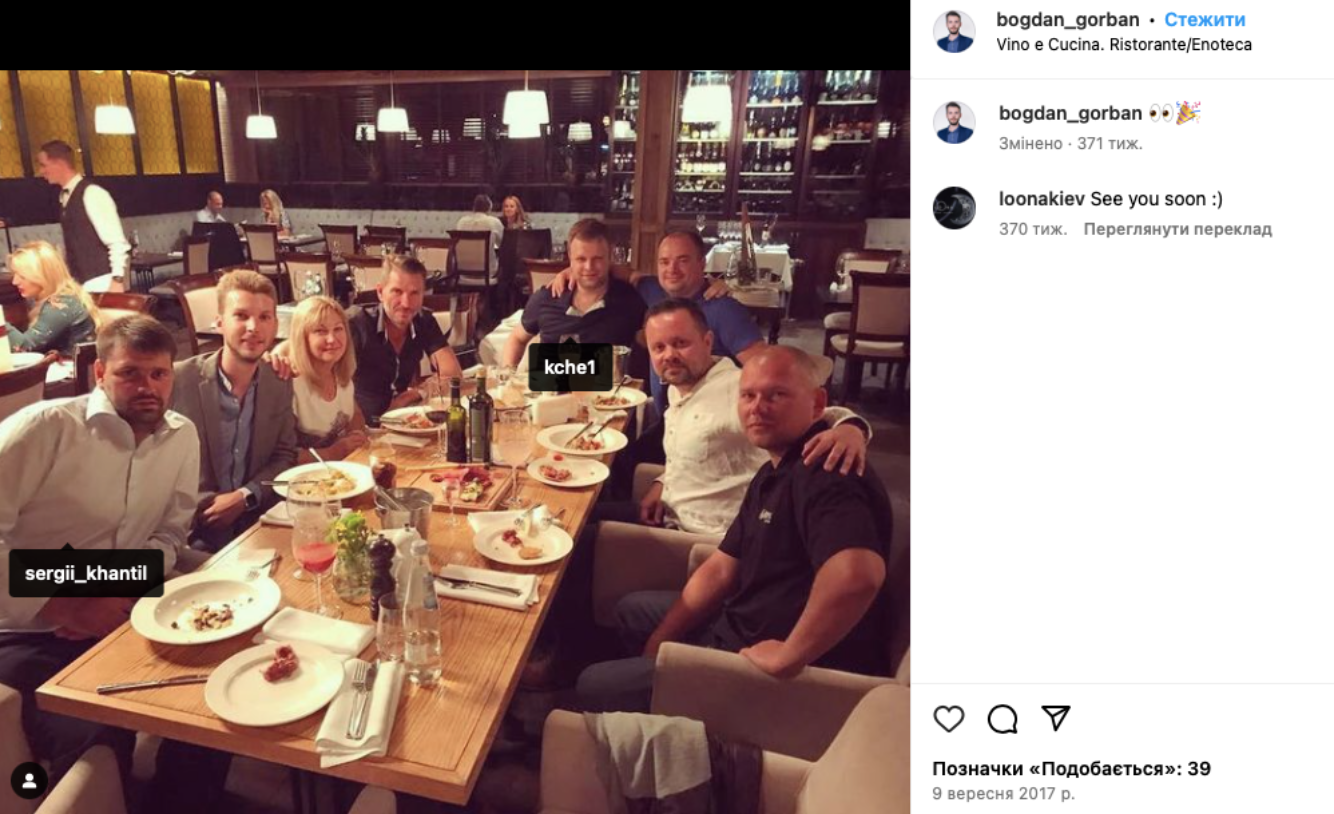 bogdan_gorban • Стежити
Vino e Cucina. Ristorante/Enoteca
bogdan_gorban 👀🎉
Змінено · 371 тиж.
loonakiev See you soon :)
370 тиж. Переглянути переклад
kche1
sergii_khantil
Позначки «Подобається»: 39
9 вересня 2017 р.